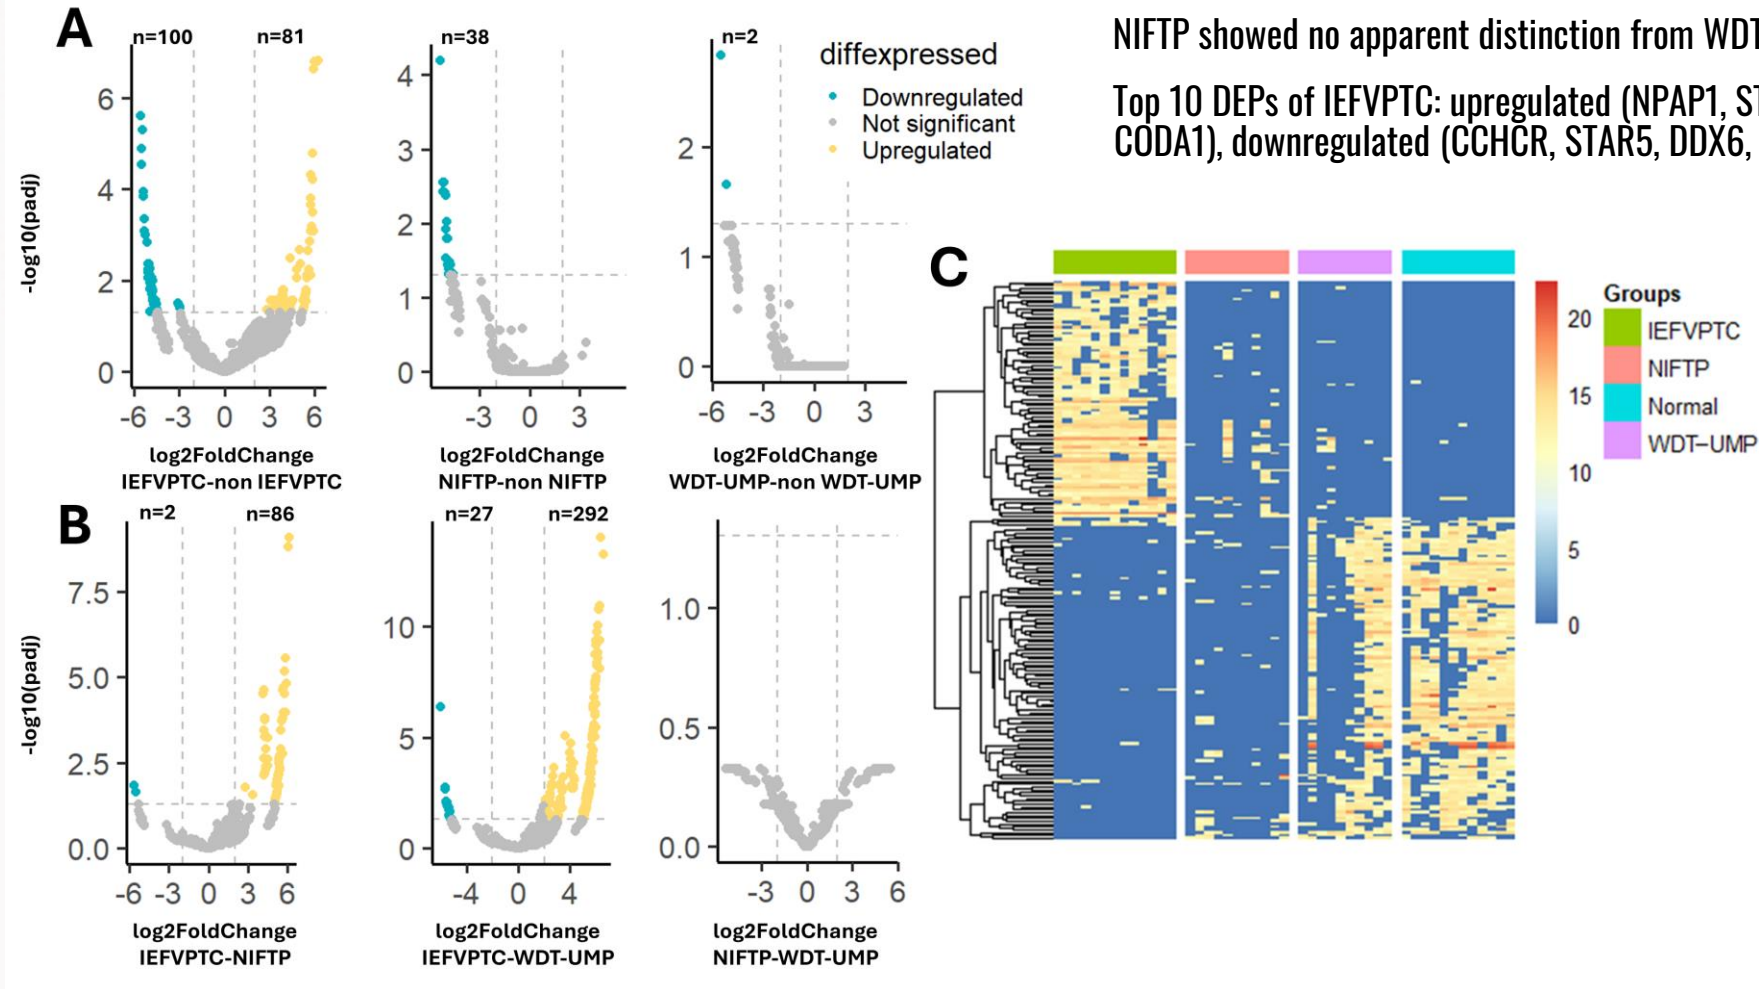 A
n=100
n=81
6
4
2
0
-log10(padj)
-6 -3 0 3 6
log2FoldChange
IEFVPTC-non IEFVPTC
n=38
4
3
2
1
0
-3 0 3
log2FoldChange
NIFTP-non NIFTP
n=2
2
1
0
-6 -3 0 3
log2FoldChange
WDT-UMP-non WDT-UMP
diffexpressed
Downregulated
Not significant
Upregulated
NIFTP showed no apparent distinction from WDT
Top 10 DEPs of IEFVPTC: upregulated (NPAP1, ST
CODA1), downregulated (CCHCR, STAR5, DDX6,
B
n=2
n=86
7.5
5.0
2.5
0.0
-log10(padj)
-6 -3 0 3 6
log2FoldChange
IEFVPTC-NIFTP
n=27
n=292
10
5
0
-4 0 4
log2FoldChange
IEFVPTC-WDT-UMP
1.0
0.5
0.0
-3 0 3 6
log2FoldChange
NIFTP-WDT-UMP
C
20
15
10
5
0
Groups
IEFVPTC
NIFTP
Normal
WDT-UMP